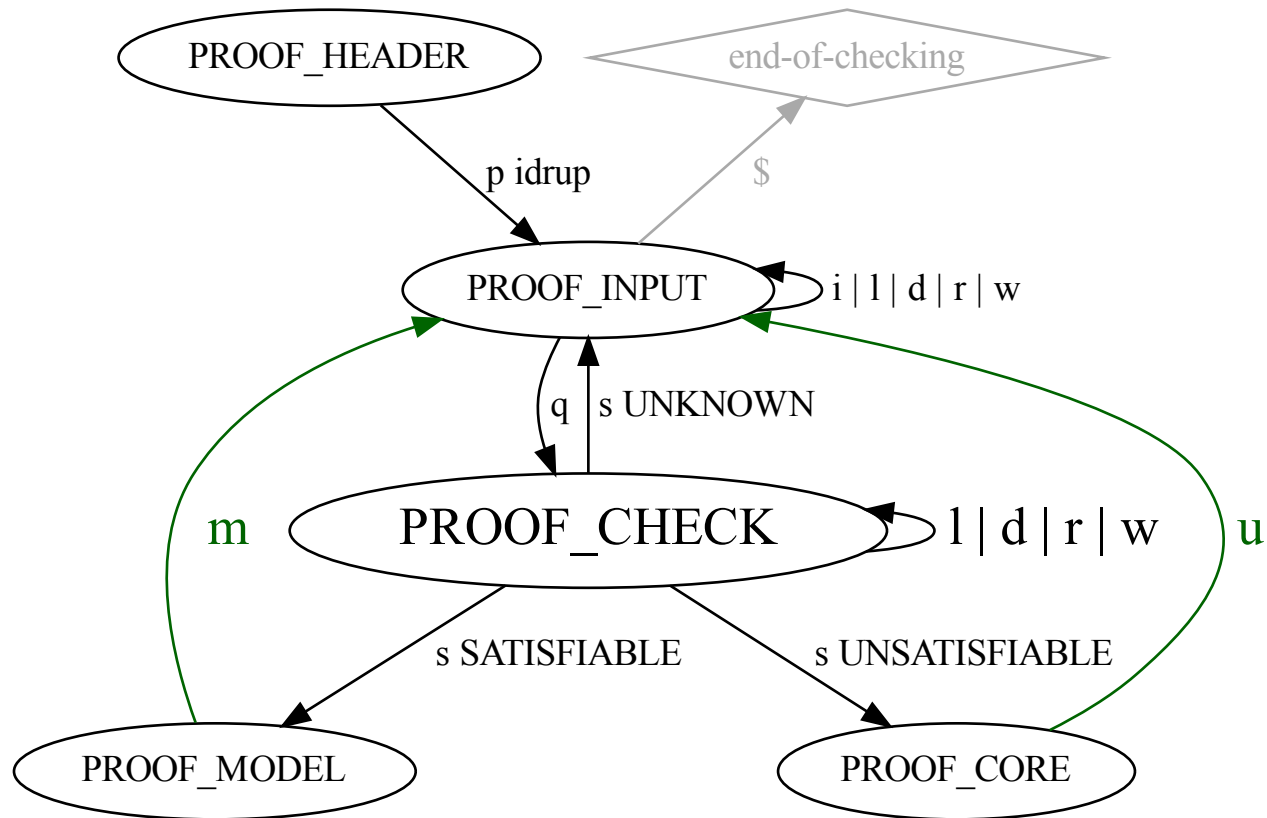 PROOF_HEADER
end-of-checking
p idrup
$
PROOF_INPUT
i | l | d | r | w
q
s UNKNOWN
m
PROOF_CHECK
l | d | r | w
u
s SATISFIABLE
s UNSATISFIABLE
PROOF_MODEL
PROOF_CORE